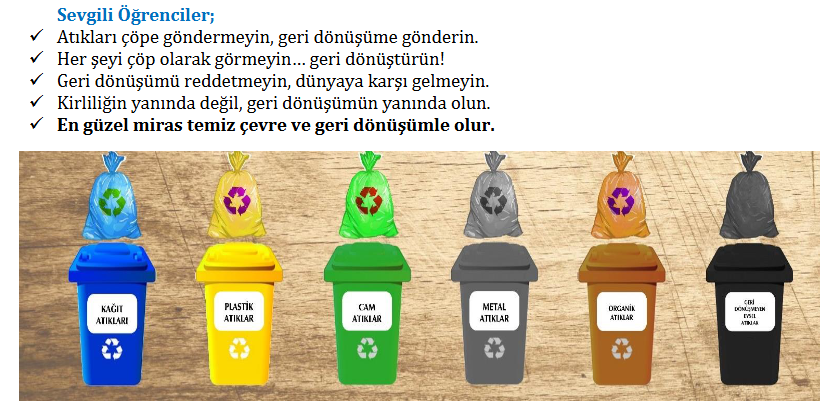 Sevgili Öğrenciler;
✓ Atıkları çöpe göndermeyin, geri dönüşüme gönderin.
✓ Her şeyi çöp olarak görmeyin... geri dönüştürün!
✓ Geri dönüşümü reddetmeyin, dünyaya karşı gelmeyin.
✓ Kirliliğin yanında değil, geri dönüşümün yanında olun.
✓ En güzel miras temiz çevre ve geri dönüşümle olur.
KAĞIT
ATIKLARI
PLASTİK
ATIKLAR
CAM
ATIKLAR
METAL
ATIKLAR
ORGANİK
ATIKLAR
GERİ
DÖNÜŞMEYEN
EVSEL
ATIKLAR